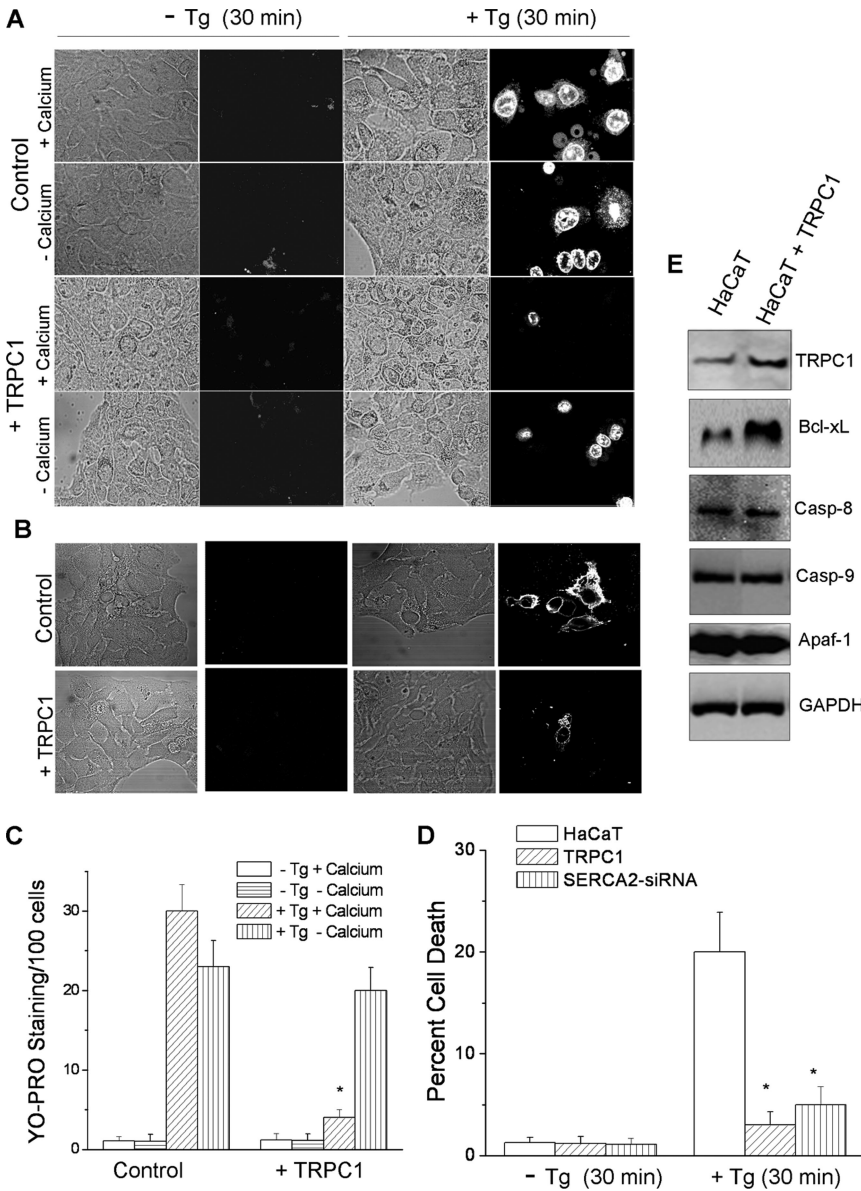 A
− Tg (30 min)
+ Tg (30 min)
Control
+ Calcium
- Calcium
+ TRPC1
+ Calcium
- Calcium
B
Control
+ TRPC1
C
YO-PRO Staining/100 cells
30
20
10
0
- Tg + Calcium
- Tg - Calcium
+ Tg + Calcium
+ Tg - Calcium
*
Control
+ TRPC1
D
Percent Cell Death
30
20
10
0
HaCaT
TRPC1
SERCA2-siRNA
*
*
− Tg (30 min)
+ Tg (30 min)
E
HaCaT
HaCaT + TRPC1
TRPC1
Bcl-xL
Casp-8
Casp-9
Apaf-1
GAPDH